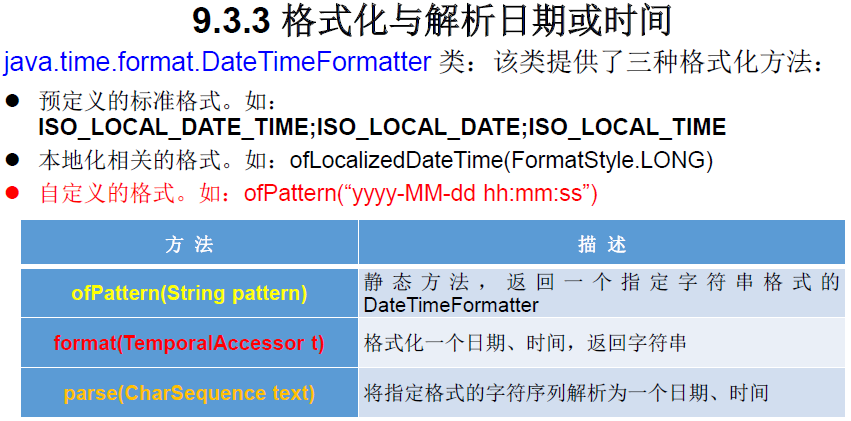 9.3.3 格式化与解析日期或时间
java.time.format.DateTimeFormatter 类：该类提供了三种格式化方法：
● 预定义的标准格式。如：
ISO_LOCAL_DATE_TIME;ISO_LOCAL_DATE;ISO_LOCAL_TIME
● 本地化相关的格式。如：ofLocalizedDateTime(FormatStyle.LONG)
● 自定义的格式。如：ofPattern(“yyyy-MM-dd hh:mm:ss”)
方 法
描 述
ofPattern(String pattern)
静态方法，返回一个指定字符串格式的
DateTimeFormatter
format(TemporalAccessor t)
格式化一个日期、时间，返回字符串
parse(CharSequence text)
将指定格式的字符序列解析为一个日期、时间